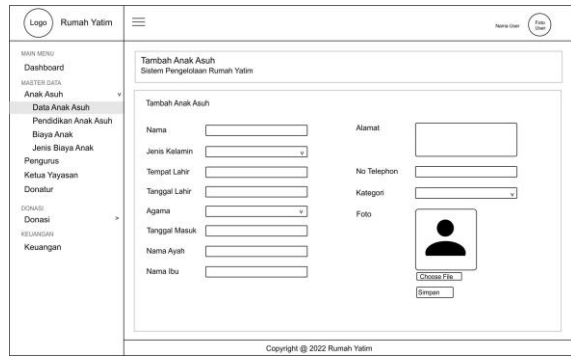 Logo
Rumah Yatim
Nama User
Foto
User
MAIN MENU
Dashboard
MASTER DATA
Anak Asuh v
Data Anak Asuh
Pendidikan Anak Asuh
Biaya Anak
Jenis Biaya Anak
Pengurus
Ketua Yayasan
Donatur
DONASI
Donasi >
KEUANGAN
Keuangan
Tambah Anak Asuh
Sistem Pengelolaan Rumah Yatim
Tambah Anak Asuh
Nama
Jenis Kelamin v
Tempat Lahir
Tanggal Lahir
Agama v
Tanggal Masuk
Nama Ayah
Nama Ibu
Alamat
No Telephon
Kategori v
Foto
Choose File
Simpan
Copyright @ 2022 Rumah Yatim